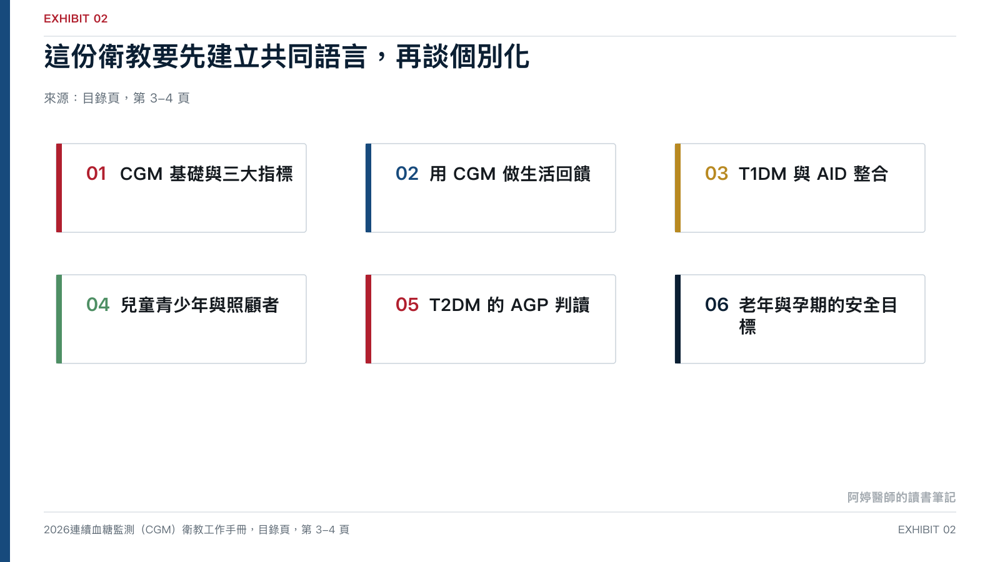 EXHIBIT 02
這份衛教要先建立共同語言，再談個別化
來源：目錄頁，第 3–4 頁
01 CGM 基礎與三大指標
02 用 CGM 做生活回饋
03 T1DM 與 AID 整合
04 兒童青少年與照顧者
05 T2DM 的 AGP 判讀
06 老年與孕期的安全目
標
阿婷醫師的讀書筆記
2026連續血糖監測（CGM）衛教工作手冊，目錄頁，第 3–4 頁
EXHIBIT 02